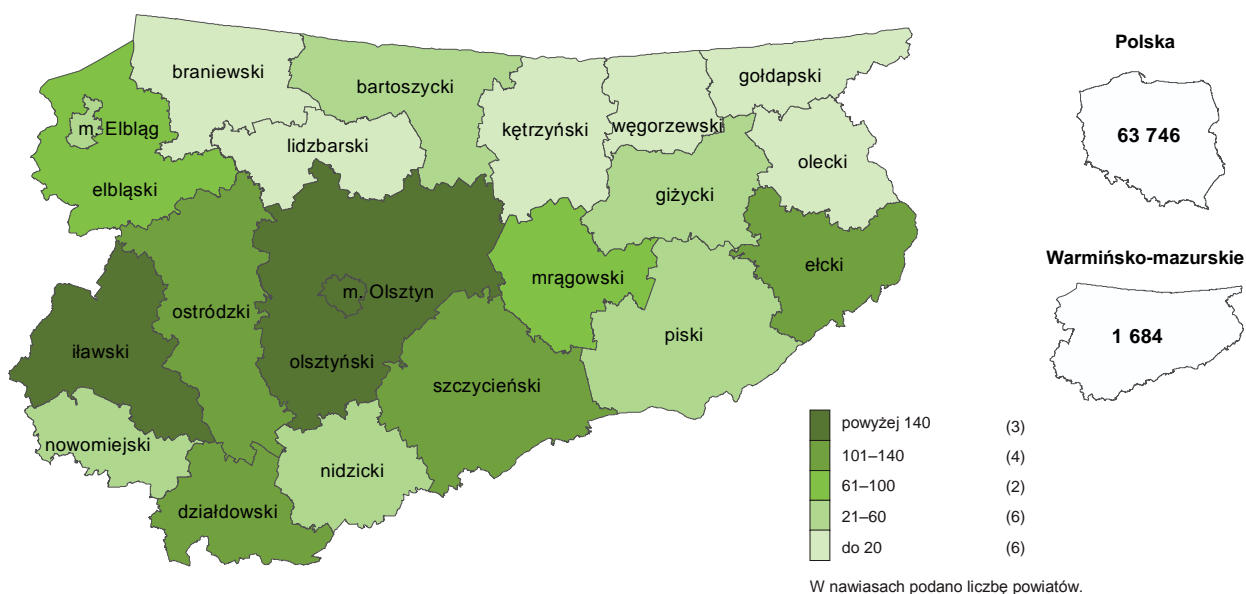 braniewski
bartoszycki
gołdapski
m. Elbląg
kętrzyński
węgorzewski
lidzbarski
olecki
elbląski
giżycki
mrągowski
ełcki
m. Olsztyn
ostródzki
piski
iławski
olsztyński
szczycieński
nowomiejski
nidzicki
działdowski
Polska
63 746
Warmińsko-mazurskie
1 684
powyżej 140 (3)
101–140 (4)
61–100 (2)
21–60 (6)
do 20 (6)
W nawiasach podano liczbę powiatów.